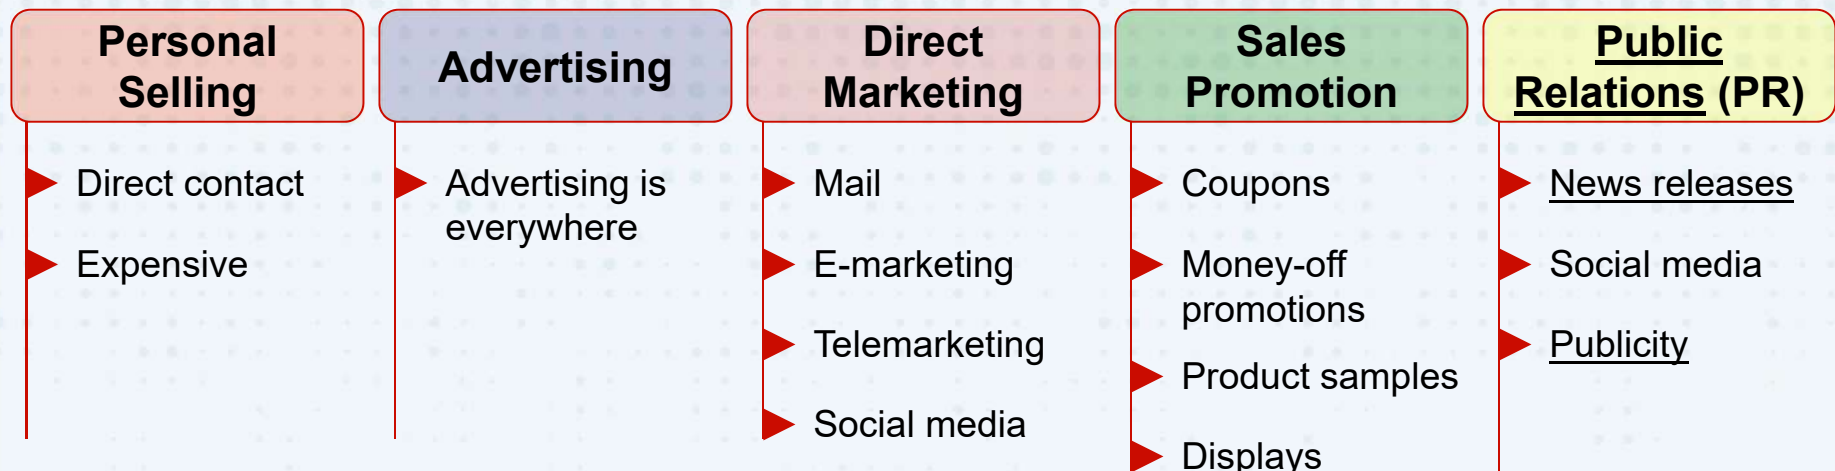 Personal
Selling
Direct contact
Expensive
Advertising
Advertising is
everywhere
Direct
Marketing
Mail
E-marketing
Telemarketing
Social media
Sales
Promotion
Coupons
Money-off
promotions
Product samples
Displays
Public
Relations (PR)
News releases
Social media
Publicity